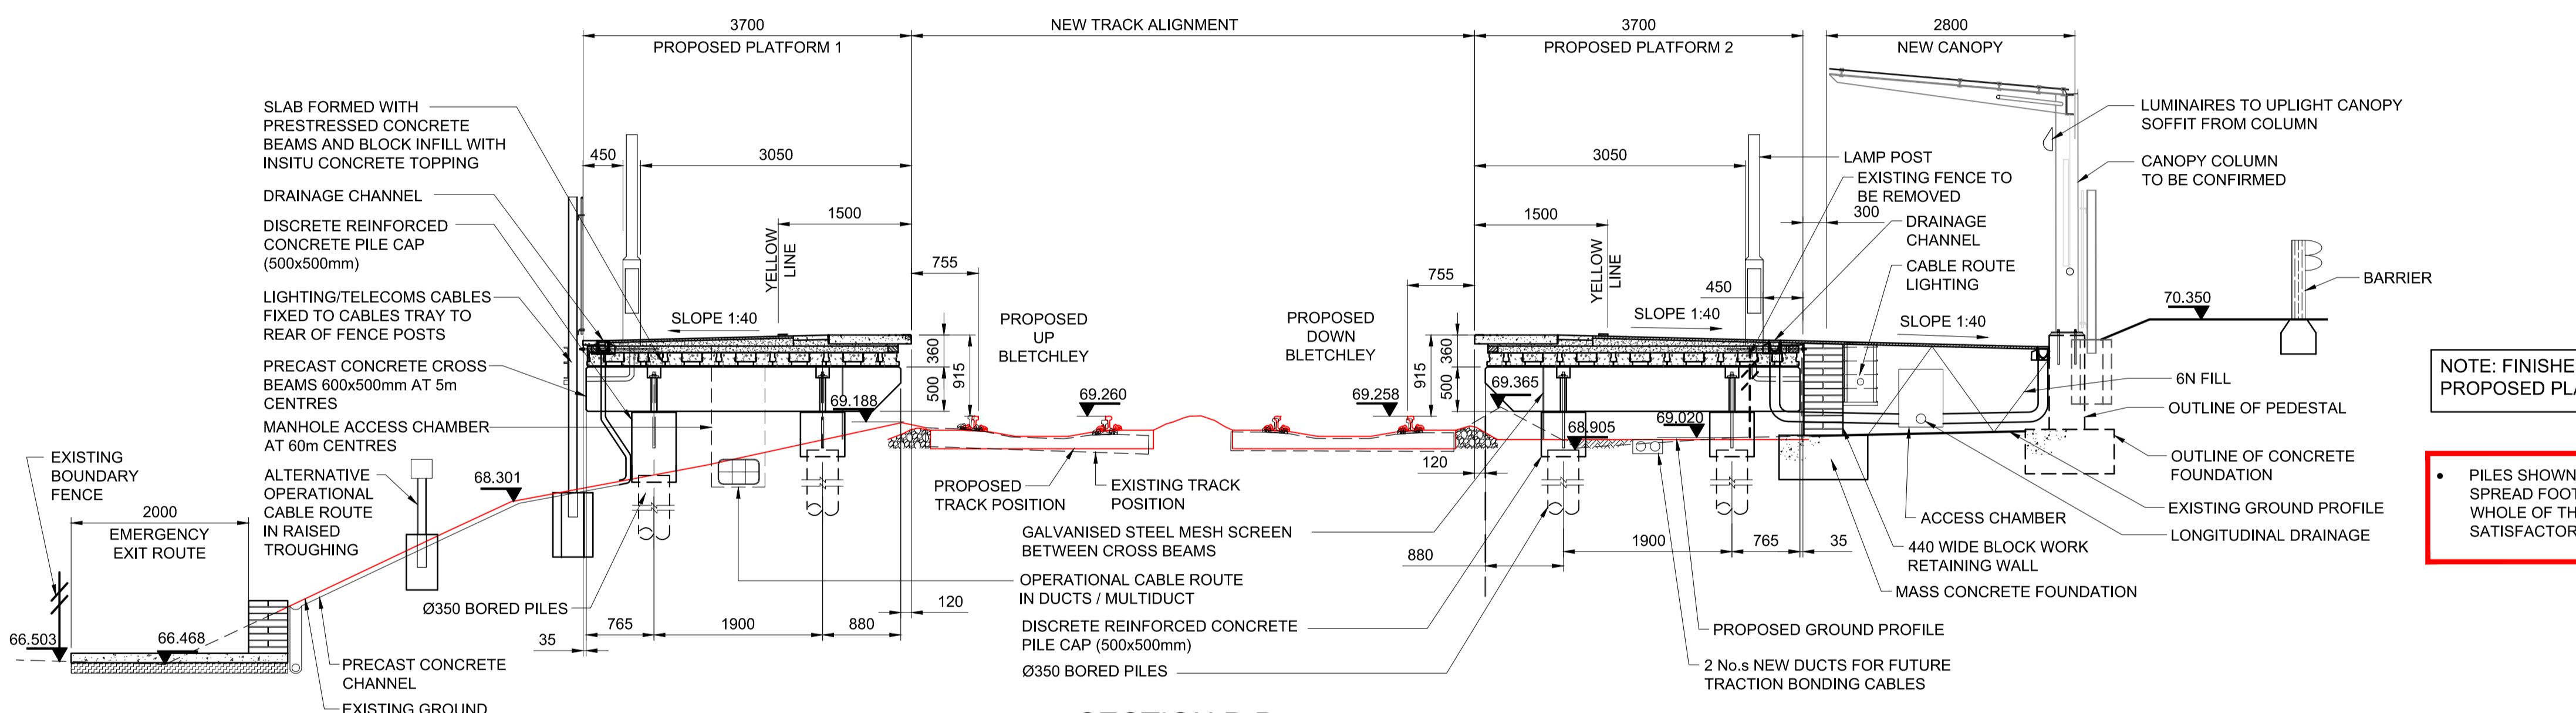 3700
NEW TRACK ALIGNMENT
3700
2800
PROPOSED PLATFORM 1
PROPOSED PLATFORM 2
NEW CANOPY
SLAB FORMED WITH
PRESTRESSED CONCRETE
BEAMS AND BLOCK INFILL WITH
INSITU CONCRETE TOPPING
DRAINAGE CHANNEL
DISCRETE REINFORCED
CONCRETE PILE CAP
(500x500mm)
LIGHTING/TELECOMS CABLES
FIXED TO CABLES TRAY TO
REAR OF FENCE POSTS
PRECAST CONCRETE CROSS
BEAMS 600x500mm AT 5m
CENTRES
MANHOLE ACCESS CHAMBER
AT 60m CENTRES
ALTERNATIVE
OPERATIONAL
CABLE ROUTE
IN RAISED
TROUGHING
EXISTING
BOUNDARY
FENCE
2000
EMERGENCY
EXIT ROUTE
66.503
66.468
68.301
PRECAST CONCRETE
CHANNEL
EXISTING GROUND
Ø350 BORED PILES
35
765
1900
880
120
450
3050
1500
YELLOW
LINE
755
SLOPE 1:40
360
500
915
69.188
PROPOSED
UP
BLETCHLEY
69.260
PROPOSED
TRACK POSITION
EXISTING TRACK
POSITION
PROPOSED
DOWN
BLETCHLEY
69.258
755
915
360
500
3050
1500
YELLOW
LINE
SLOPE 1:40
450
69.365
68.905
69.020
120
GALVANISED STEEL MESH SCREEN
BETWEEN CROSS BEAMS
OPERATIONAL CABLE ROUTE
IN DUCTS / MULTIDUCT
DISCRETE REINFORCED CONCRETE
PILE CAP (500x500mm)
Ø350 BORED PILES
880
1900
765
35
PROPOSED GROUND PROFILE
2 No.s NEW DUCTS FOR FUTURE
TRACTION BONDING CABLES
LAMP POST
EXISTING FENCE TO
BE REMOVED
300
DRAINAGE
CHANNEL
CABLE ROUTE
LIGHTING
SLOPE 1:40
LUMINAIRES TO UPLIGHT CANOPY
SOFFIT FROM COLUMN
CANOPY COLUMN
TO BE CONFIRMED
70.350
BARRIER
6N FILL
OUTLINE OF PEDESTAL
OUTLINE OF CONCRETE
FOUNDATION
EXISTING GROUND PROFILE
LONGITUDINAL DRAINAGE
ACCESS CHAMBER
440 WIDE BLOCK WORK
RETAINING WALL
MASS CONCRETE FOUNDATION
NOTE: FINISHE
PROPOSED PLA
• PILES SHOWN
SPREAD FOOT
WHOLE OF TH
SATISFACTOR